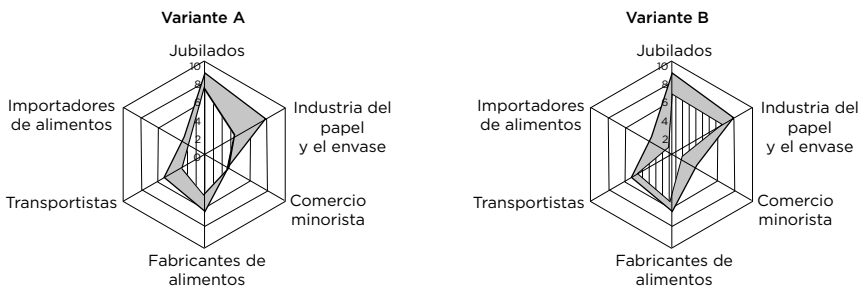 Variante A
Jubilados
10
8
6
4
2
0
Importadores
de alimentos
Industria del
papel
y el envase
Transportistas
Comercio
minorista
Fabricantes de
alimentos
Variante B
Jubilados
10
8
6
4
2
0
Importadores
de alimentos
Industria del
papel
y el envase
Transportistas
Comercio
minorista
Fabricantes de
alimentos